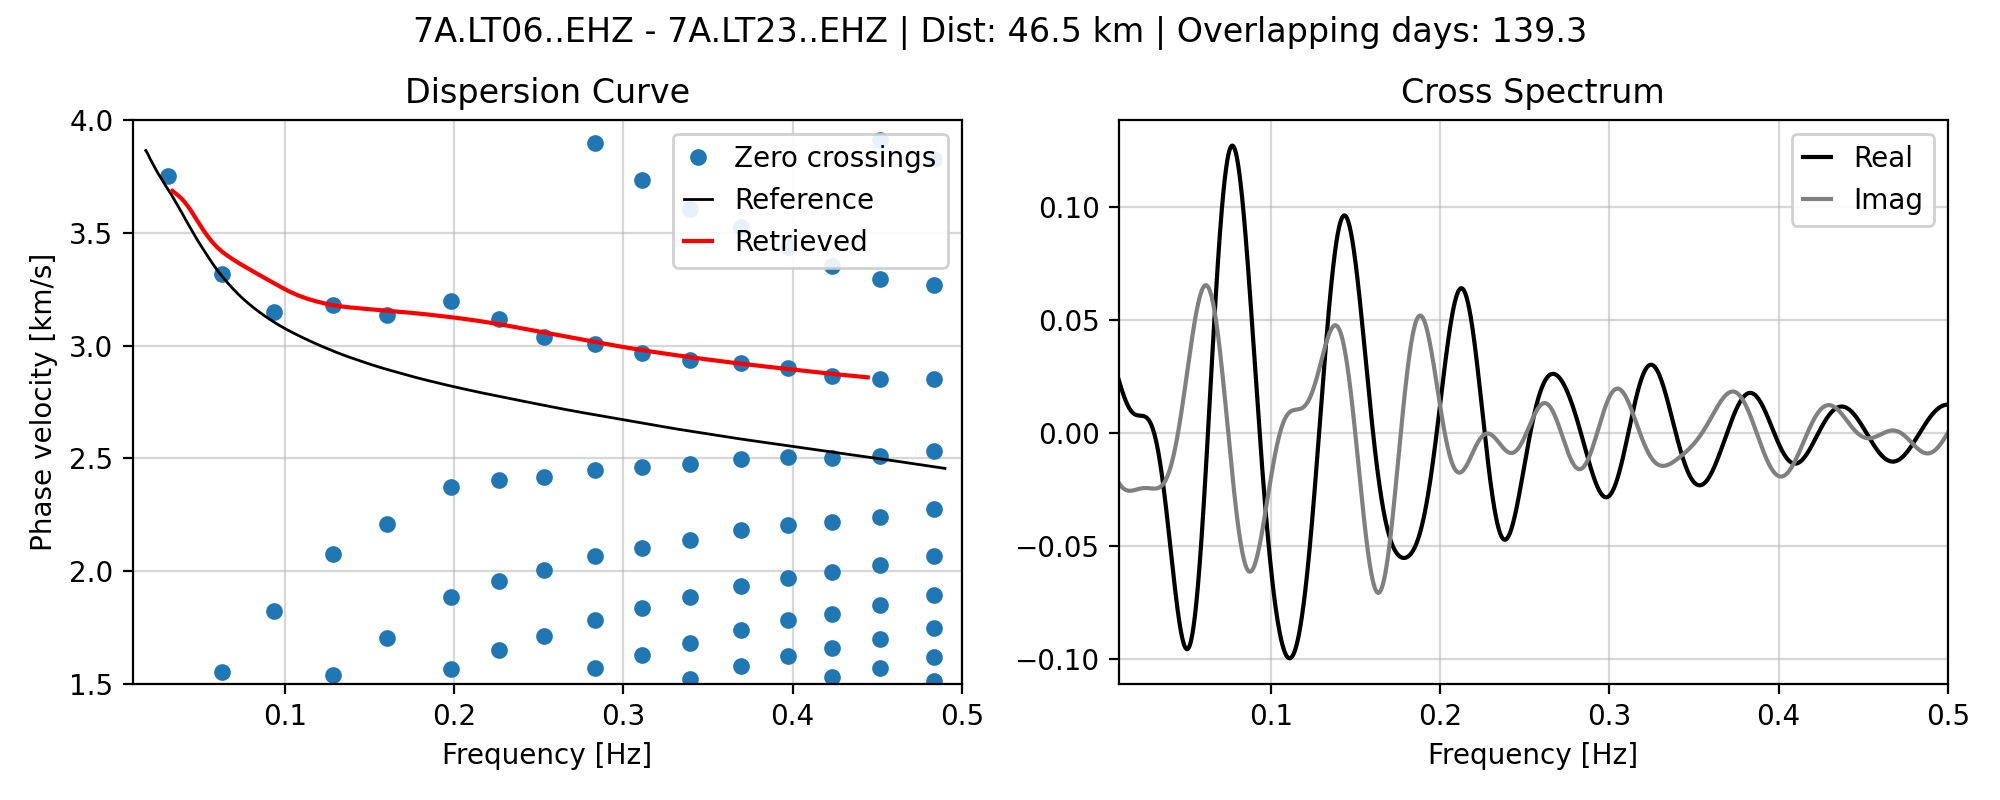 7A.LT06..EHZ - 7A.LT23..EHZ | Dist: 46.5 km | Overlapping days: 139.3
Dispersion Curve
Phase velocity [km/s]
4.0
3.5
3.0
2.5
2.0
1.5
0.1
0.2
0.3
0.4
0.5
Frequency [Hz]
Zero crossings
Reference
Retrieved
Cross Spectrum
0.10
0.05
0.00
−0.05
−0.10
0.1
0.2
0.3
0.4
0.5
Frequency [Hz]
Real
Imag